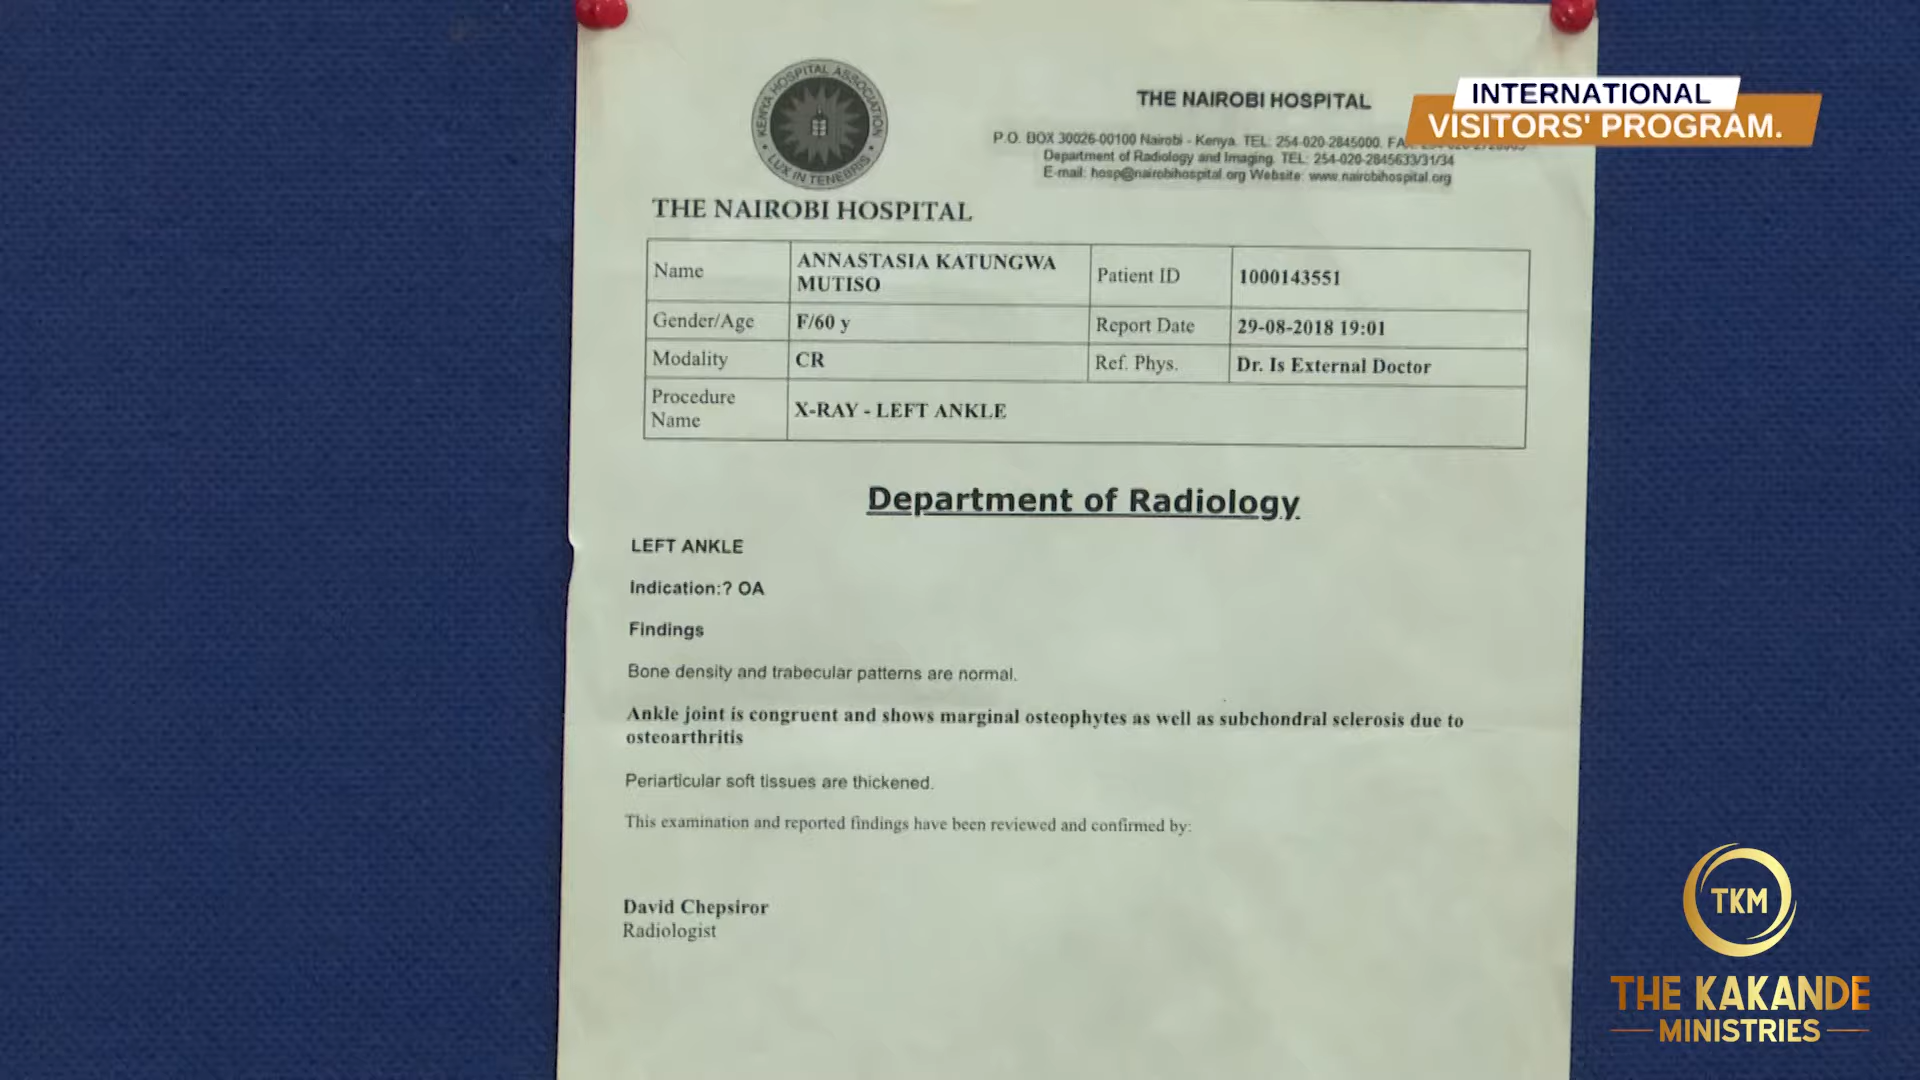 KENYA HOSPITAL ASSOCIATION
LUX IN TENEBRIS
THE NAIROBI HOSPITAL
P.O. BOX 30026-00100 Nairobi - Kenya. TEL: 254-020-2845000.
Department of Radiology and Imaging. TEL: 254-020-2845633/31/34
E-mail: hosp@nairobihospital.org Website: www.nairobihospital.org
INTERNATIONAL
VISITORS' PROGRAM.
THE NAIROBI HOSPITAL
Name ANNASTASIA KATUNGWA MUTISO Patient ID 1000143551
Gender/Age F/60 y Report Date 29-08-2018 19:01
Modality CR Ref. Phys. Dr. Is External Doctor
Procedure Name X-RAY - LEFT ANKLE
Department of Radiology
LEFT ANKLE
Indication:? OA
Findings
Bone density and trabecular patterns are normal.
Ankle joint is congruent and shows marginal osteophytes as well as subchondral sclerosis due to
osteoarthritis
Periarticular soft tissues are thickened.
This examination and reported findings have been reviewed and confirmed by:
David Chepsiror
Radiologist
TKM
THE KAKANDE
MINISTRIES